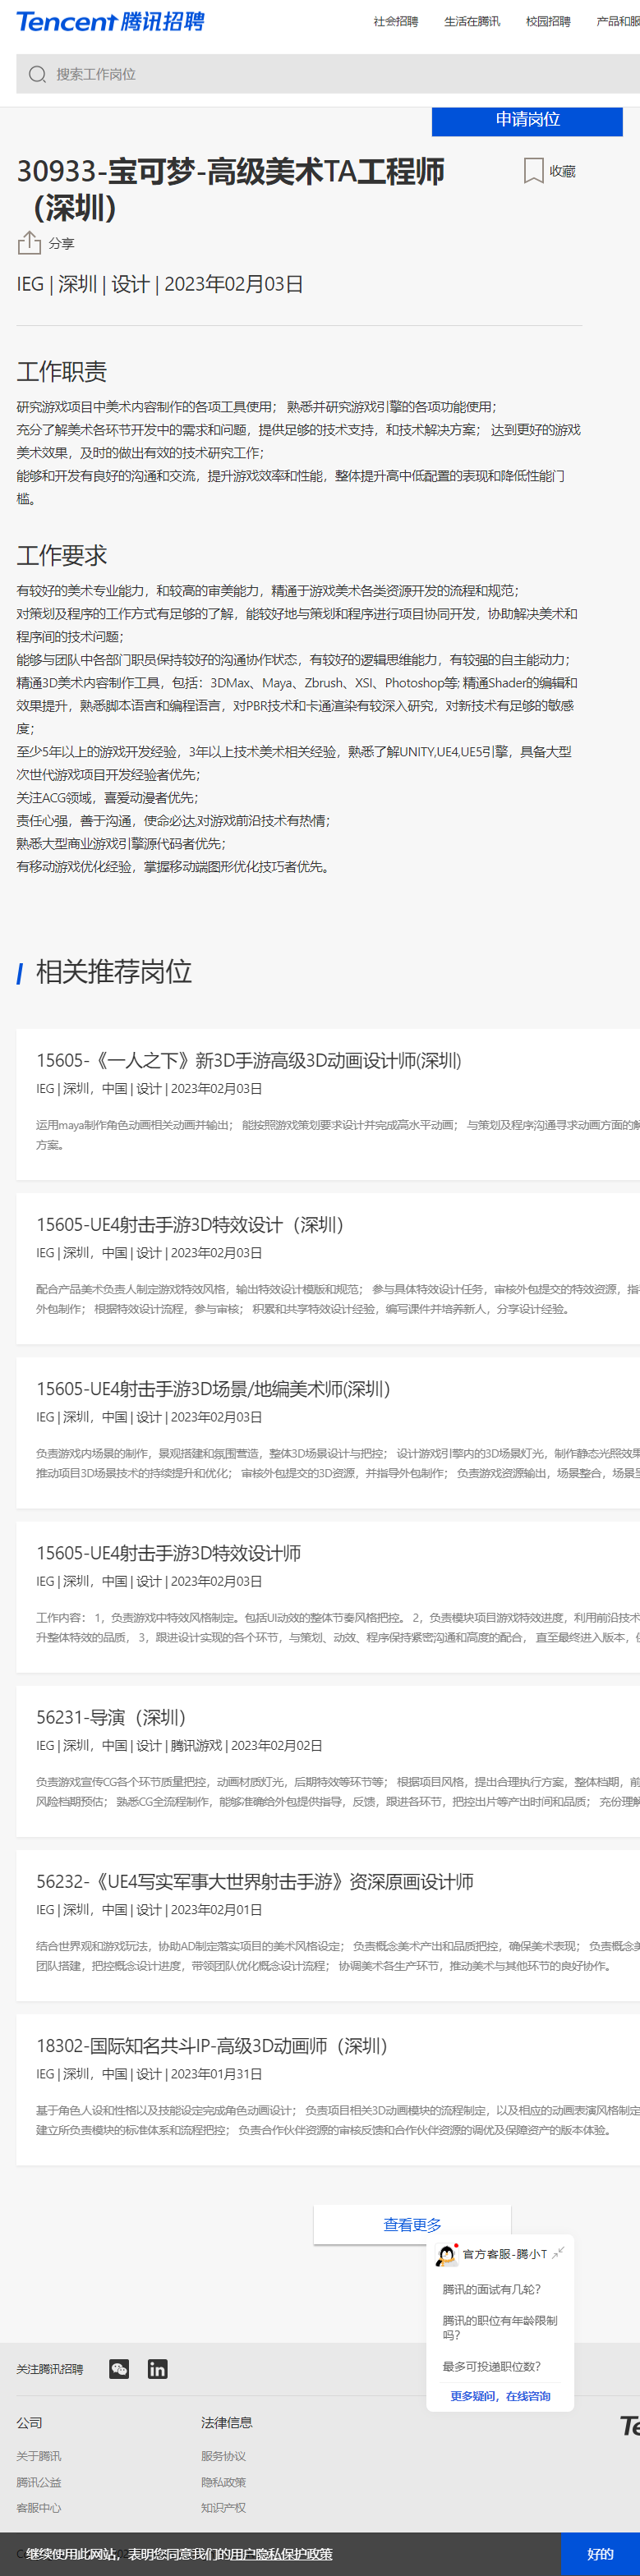 Tencent 腾讯招聘
社会招聘 生活在腾讯 校园招聘 产品和服
搜索工作岗位
申请岗位
30933-宝可梦-高级美术TA工程师
（深圳）
收藏
分享
IEG | 深圳 | 设计 | 2023年02月03日
工作职责
研究游戏项目中美术内容制作的各项工具使用； 熟悉并研究游戏引擎的各项功能使用；
充分了解美术各环节开发中的需求和问题，提供足够的技术支持，和技术解决方案； 达到更好的游戏
美术效果，及时的做出有效的技术研究工作；
能够和开发有良好的沟通和交流，提升游戏效率和性能，整体提升高中低配置的表现和降低性能门
槛。
工作要求
有较好的美术专业能力，和较高的审美能力，精通于游戏美术各类资源开发的流程和规范；
对策划及程序的工作方式有足够的了解，能较好地与策划和程序进行项目协同开发，协助解决美术和
程序间的技术问题；
能够与团队中各部门职员保持较好的沟通协作状态，有较好的逻辑思维能力，有较强的自主能动力；
精通3D美术内容制作工具，包括：3DMax、Maya、Zbrush、XSI、Photoshop等; 精通Shader的编辑和
效果提升，熟悉脚本语言和编程语言，对PBR技术和卡通渲染有较深入研究，对新技术有足够的敏感
度；
至少5年以上的游戏开发经验，3年以上技术美术相关经验，熟悉了解UNITY,UE4,UE5引擎，具备大型
次世代游戏项目开发经验者优先；
关注ACG领域，喜爱动漫者优先；
责任心强，善于沟通，使命必达,对游戏前沿技术有热情；
熟悉大型商业游戏引擎源代码者优先；
有移动游戏优化经验，掌握移动端图形优化技巧者优先。
相关推荐岗位
15605-《一人之下》新3D手游高级3D动画设计师(深圳)
IEG | 深圳，中国 | 设计 | 2023年02月03日
运用maya制作角色动画相关动画并输出； 能按照游戏策划要求设计并完成高水平动画； 与策划及程序沟通寻求动画方面的解
方案。
15605-UE4射击手游3D特效设计（深圳）
IEG | 深圳，中国 | 设计 | 2023年02月03日
配合产品美术负责人制定游戏特效风格，输出特效设计模版和规范； 参与具体特效设计任务，审核外包提交的特效资源，指导
外包制作； 根据特效设计流程，参与审核； 积累和共享特效设计经验，编写课件并培养新人，分享设计经验。
15605-UE4射击手游3D场景/地编美术师(深圳）
IEG | 深圳，中国 | 设计 | 2023年02月03日
负责游戏内场景的制作，景观搭建和氛围营造，整体3D场景设计与把控； 设计游戏引擎内的3D场景灯光，制作静态光照效果
推动项目3D场景技术的持续提升和优化； 审核外包提交的3D资源，并指导外包制作； 负责游戏资源输出，场景整合，场景呈
15605-UE4射击手游3D特效设计师
IEG | 深圳，中国 | 设计 | 2023年02月03日
工作内容： 1，负责游戏中特效风格制定。包括UI动效的整体节奏风格把控。 2，负责模块项目游戏特效进度，利用前沿技术
升整体特效的品质， 3，跟进设计实现的各个环节，与策划、动效、程序保持紧密沟通和高度的配合， 直至最终进入版本，
56231-导演（深圳）
IEG | 深圳，中国 | 设计 | 腾讯游戏 | 2023年02月02日
负责游戏宣传CG各个环节质量把控，动画材质灯光，后期特效等环节等； 根据项目风格，提出合理执行方案，整体档期，前
风险档期预估； 熟悉CG全流程制作，能够准确给外包提供指导，反馈，跟进各环节，把控出片等产出时间和品质； 充份理解
56232-《UE4写实军事大世界射击手游》资深原画设计师
IEG | 深圳，中国 | 设计 | 2023年02月01日
结合世界观和游戏玩法，协助AD制定落实项目的美术风格设定； 负责概念美术产出和品质把控，确保美术表现； 负责概念美
团队搭建，把控概念设计进度，带领团队优化概念设计流程； 协调美术各生产环节，推动美术与其他环节的良好协作。
18302-国际知名共斗IP-高级3D动画师（深圳）
IEG | 深圳，中国 | 设计 | 2023年01月31日
基于角色人设和性格以及技能设定完成角色动画设计； 负责项目相关3D动画模块的流程制定，以及相应的动画表演风格制定
建立所负责模块的标准体系和流程把控； 负责合作伙伴资源的审核反馈和合作伙伴资源的调优及保障资产的版本体验。
查看更多
官方客服-腾小T
腾讯的面试有几轮？
腾讯的职位有年龄限制
吗？
最多可投递职位数？
更多疑问，在线咨询
关注腾讯招聘
公司 法律信息
关于腾讯 服务协议
腾讯公益 隐私政策
客服中心 知识产权
继续使用此网站，表明您同意我们的用户隐私保护政策
好的